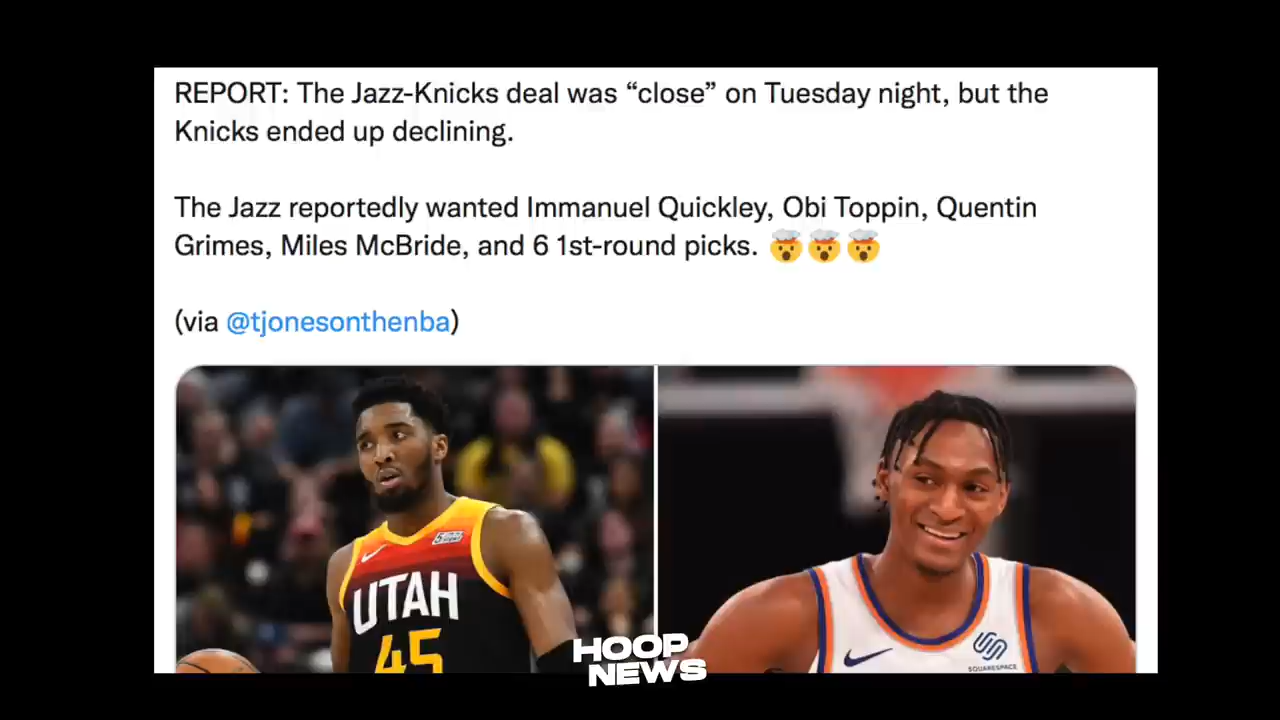 REPORT: The Jazz-Knicks deal was “close” on Tuesday night, but the
Knicks ended up declining.
The Jazz reportedly wanted Immanuel Quickley, Obi Toppin, Quentin
Grimes, Miles McBride, and 6 1st-round picks. 🤯🤯🤯
(via @tjonesonthenba)
UTAH
45
SQUARESPACE
HOOP
NEWS